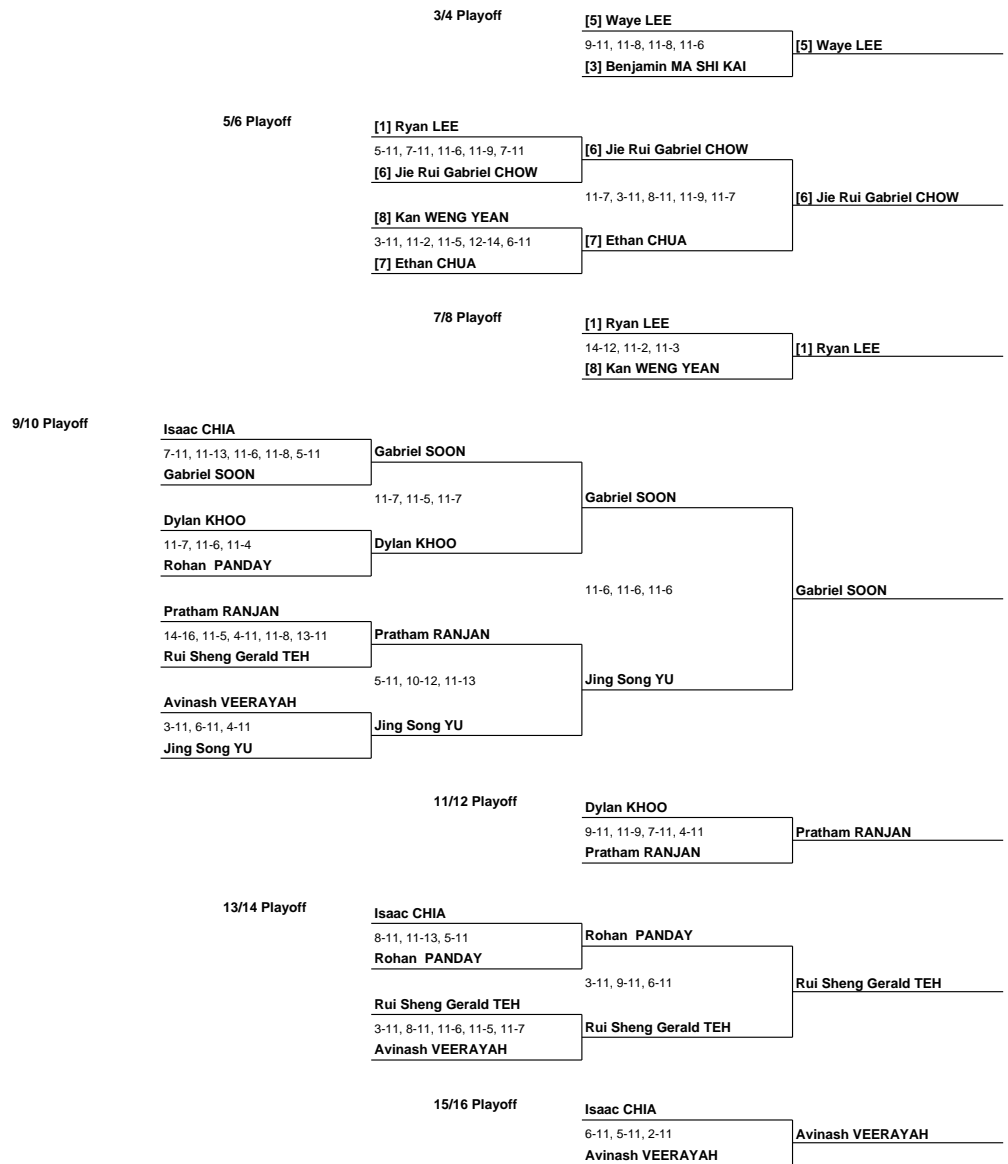 3/4 Playoff
[5] Waye LEE
9-11, 11-8, 11-8, 11-6
[5] Waye LEE
[3] Benjamin MA SHI KAI
5/6 Playoff
[1] Ryan LEE
5-11, 7-11, 11-6, 11-9, 7-11
[6] Jie Rui Gabriel CHOW
[6] Jie Rui Gabriel CHOW
11-7, 3-11, 8-11, 11-9, 11-7
[6] Jie Rui Gabriel CHOW
[8] Kan WENG YEAN
3-11, 11-2, 11-5, 12-14, 6-11
[7] Ethan CHUA
[7] Ethan CHUA
7/8 Playoff
[1] Ryan LEE
14-12, 11-2, 11-3
[1] Ryan LEE
[8] Kan WENG YEAN
9/10 Playoff
Isaac CHIA
7-11, 11-13, 11-6, 11-8, 5-11
Gabriel SOON
Gabriel SOON
11-7, 11-5, 11-7
Gabriel SOON
Dylan KHOO
11-7, 11-6, 11-4
Dylan KHOO
Rohan  PANDAY
11-6, 11-6, 11-6
Gabriel SOON
Pratham RANJAN
14-16, 11-5, 4-11, 11-8, 13-11
Pratham RANJAN
Rui Sheng Gerald TEH
5-11, 10-12, 11-13
Jing Song YU
Avinash VEERAYAH
3-11, 6-11, 4-11
Jing Song YU
Jing Song YU
11/12 Playoff
Dylan KHOO
9-11, 11-9, 7-11, 4-11
Pratham RANJAN
Pratham RANJAN
13/14 Playoff
Isaac CHIA
8-11, 11-13, 5-11
Rohan  PANDAY
Rohan  PANDAY
3-11, 9-11, 6-11
Rui Sheng Gerald TEH
Rui Sheng Gerald TEH
3-11, 8-11, 11-6, 11-5, 11-7
Rui Sheng Gerald TEH
Avinash VEERAYAH
15/16 Playoff
Isaac CHIA
6-11, 5-11, 2-11
Avinash VEERAYAH
Avinash VEERAYAH